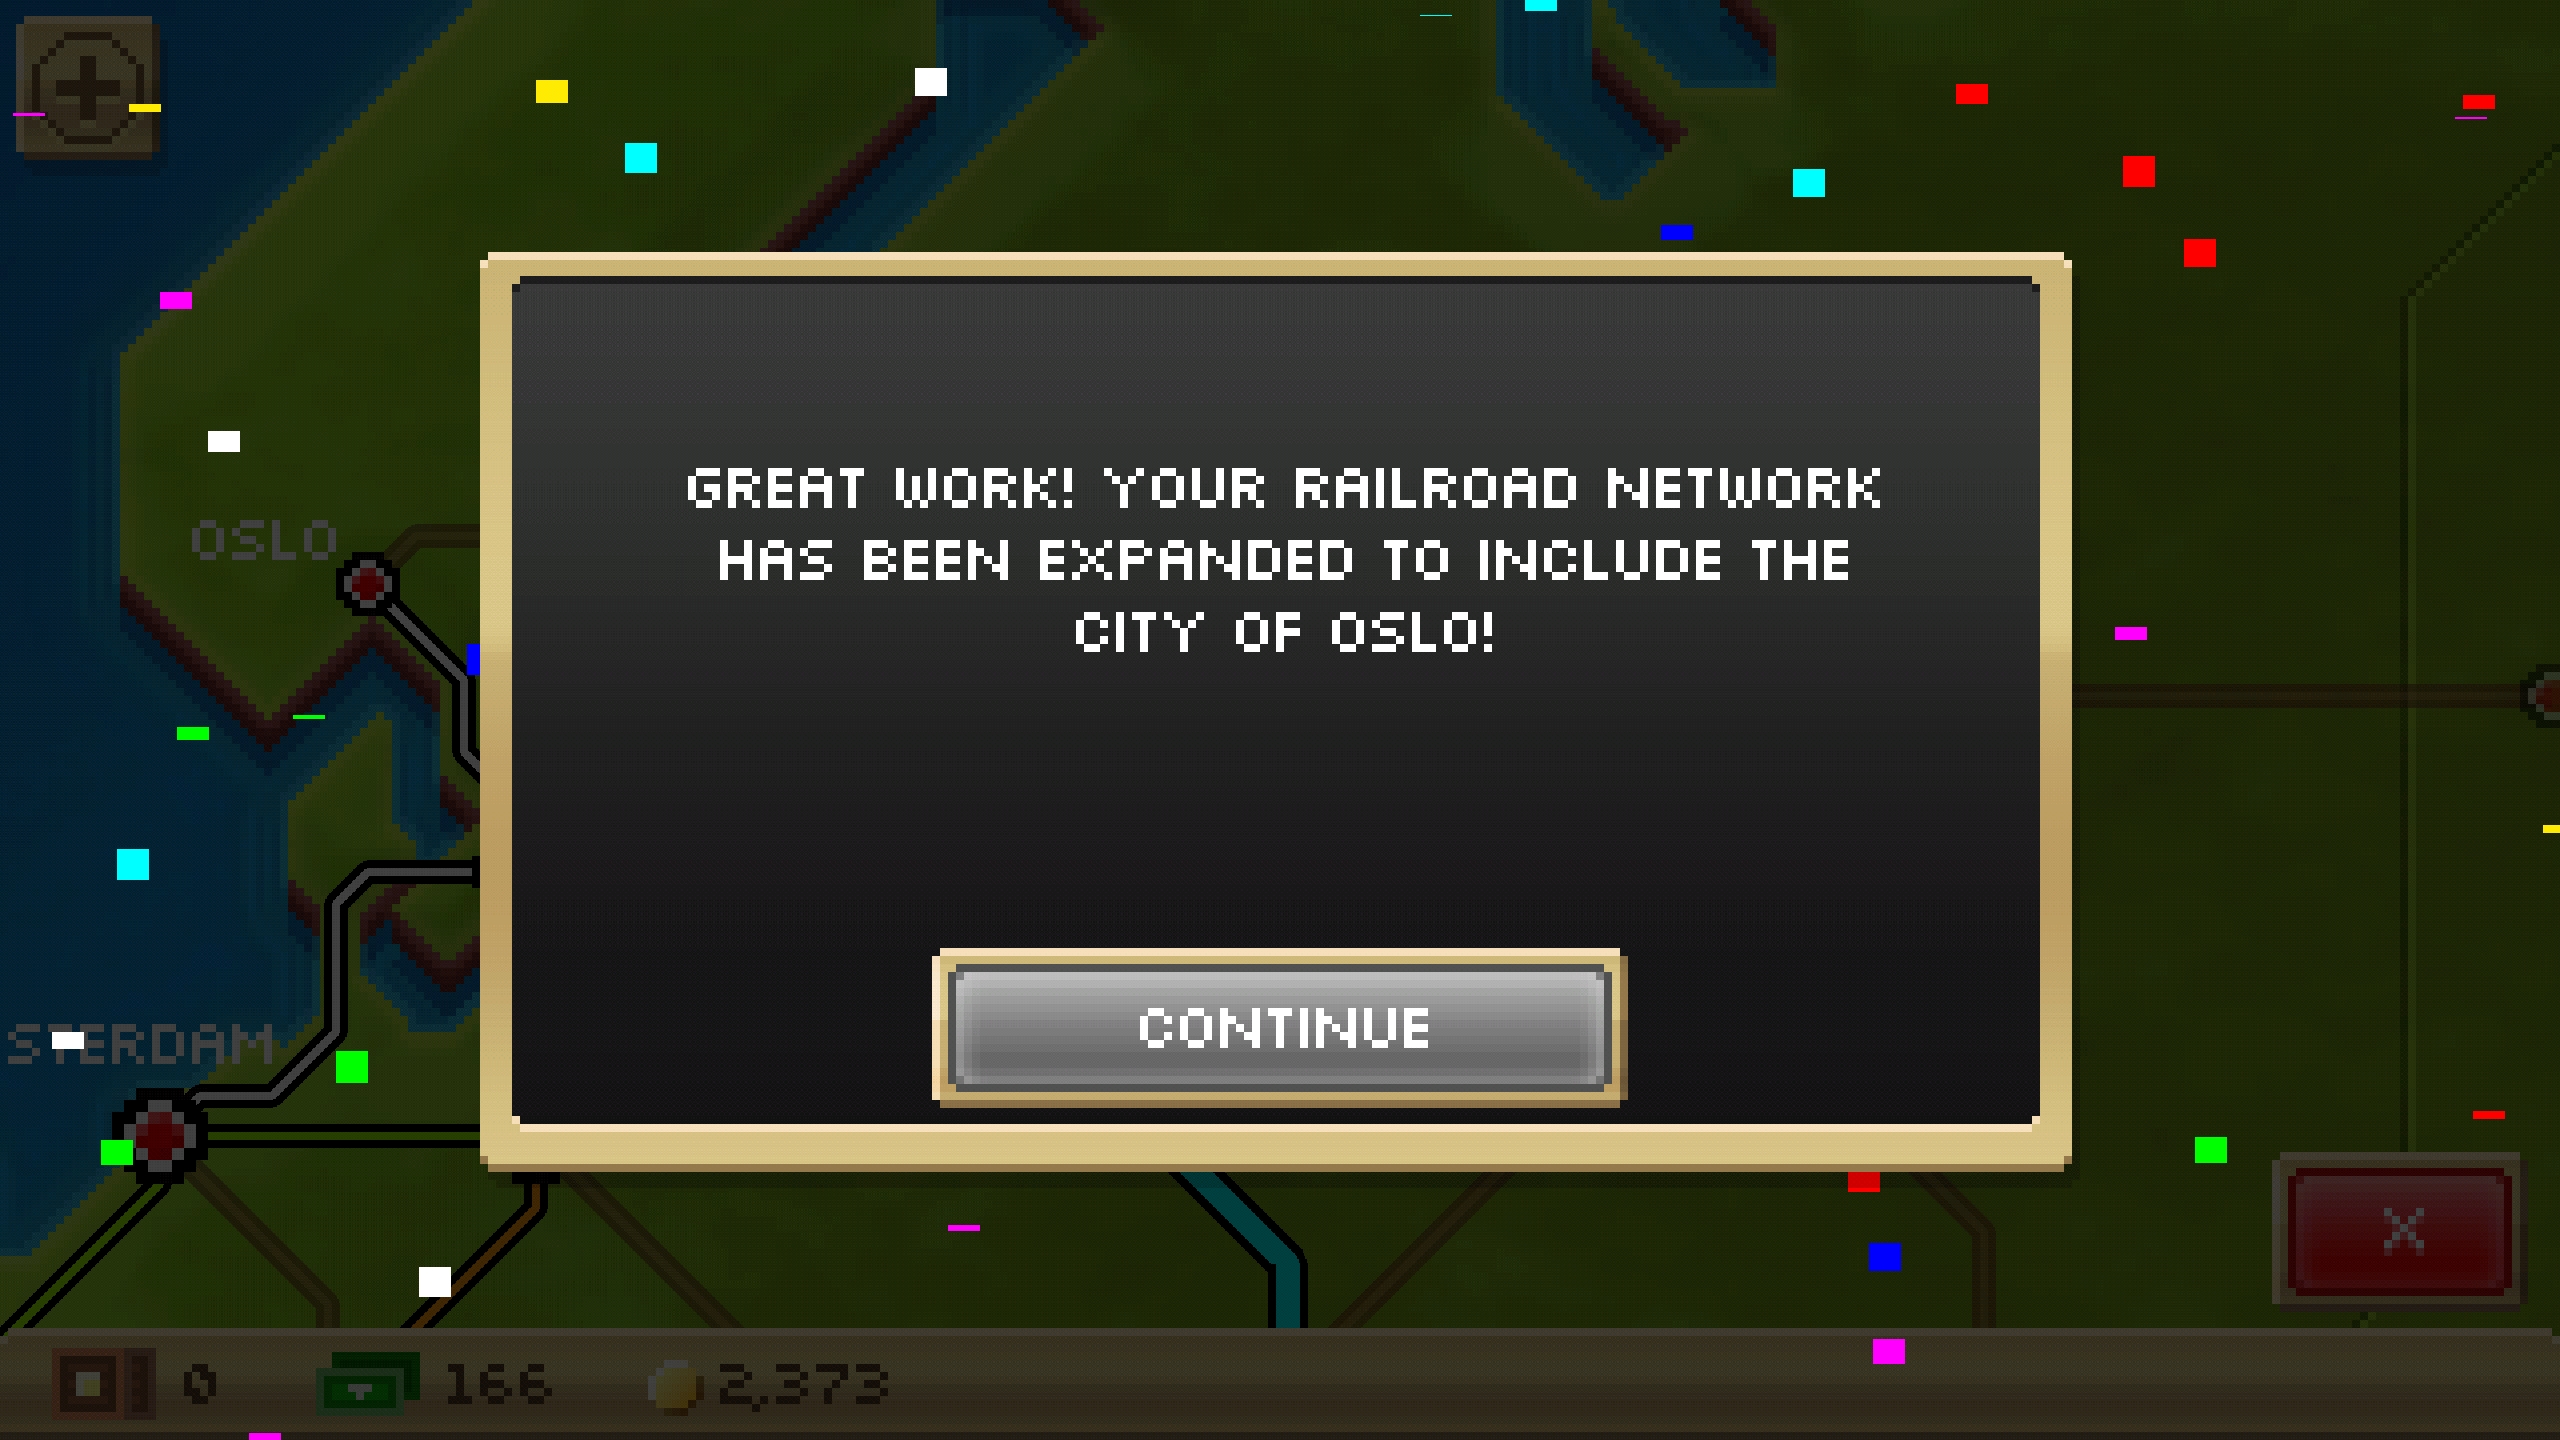 OSLO
GREAT WORK! YOUR RAILROAD NETWORK
HAS BEEN EXPANDED TO INCLUDE THE
CITY OF OSLO!
CONTINUE
STERDAM
X
0
166
2,373